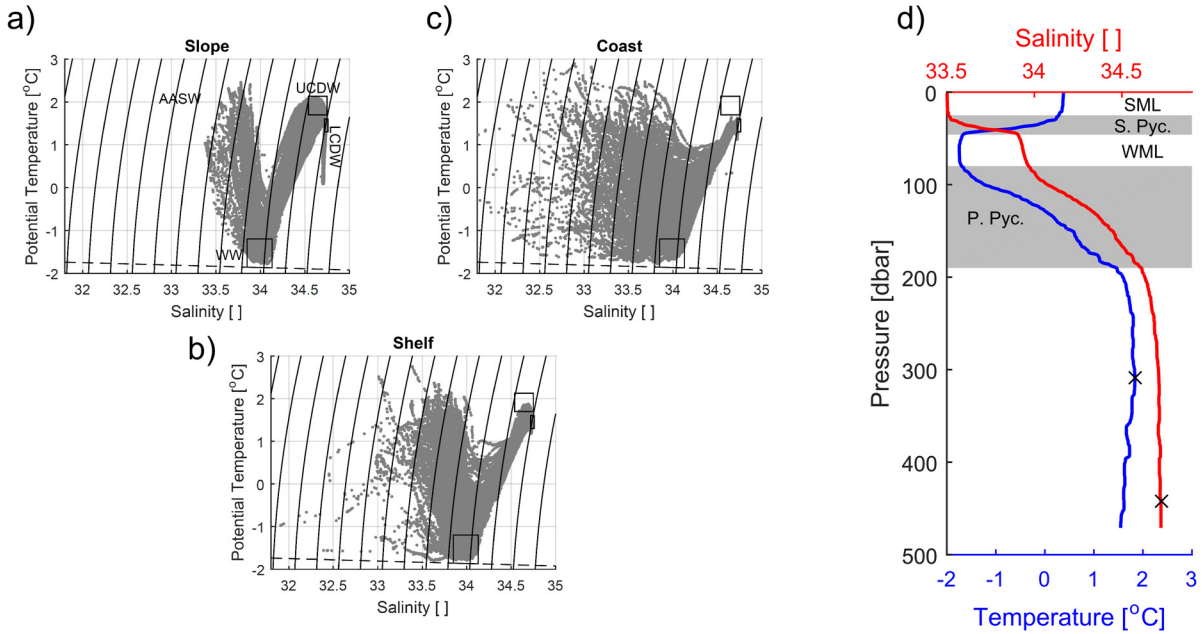 a)
Slope
3
2
1
0
-1
-2
Potential Temperature [°C]
AASW
UCDW
LCDW
WW
32
32.5
33
33.5
34
34.5
35
Salinity [ ]
c)
Coast
3
2
1
0
-1
-2
Potential Temperature [°C]
32
32.5
33
33.5
34
34.5
35
Salinity [ ]
b)
Shelf
3
2
1
0
-1
-2
Potential Temperature [°C]
32
32.5
33
33.5
34
34.5
35
Salinity [ ]
d)
Salinity [ ]
33.5
34
34.5
0
100
200
300
400
500
Pressure [dbar]
SML
S. Pyc.
WML
P. Pyc.
-2
-1
0
1
2
3
Temperature [°C]